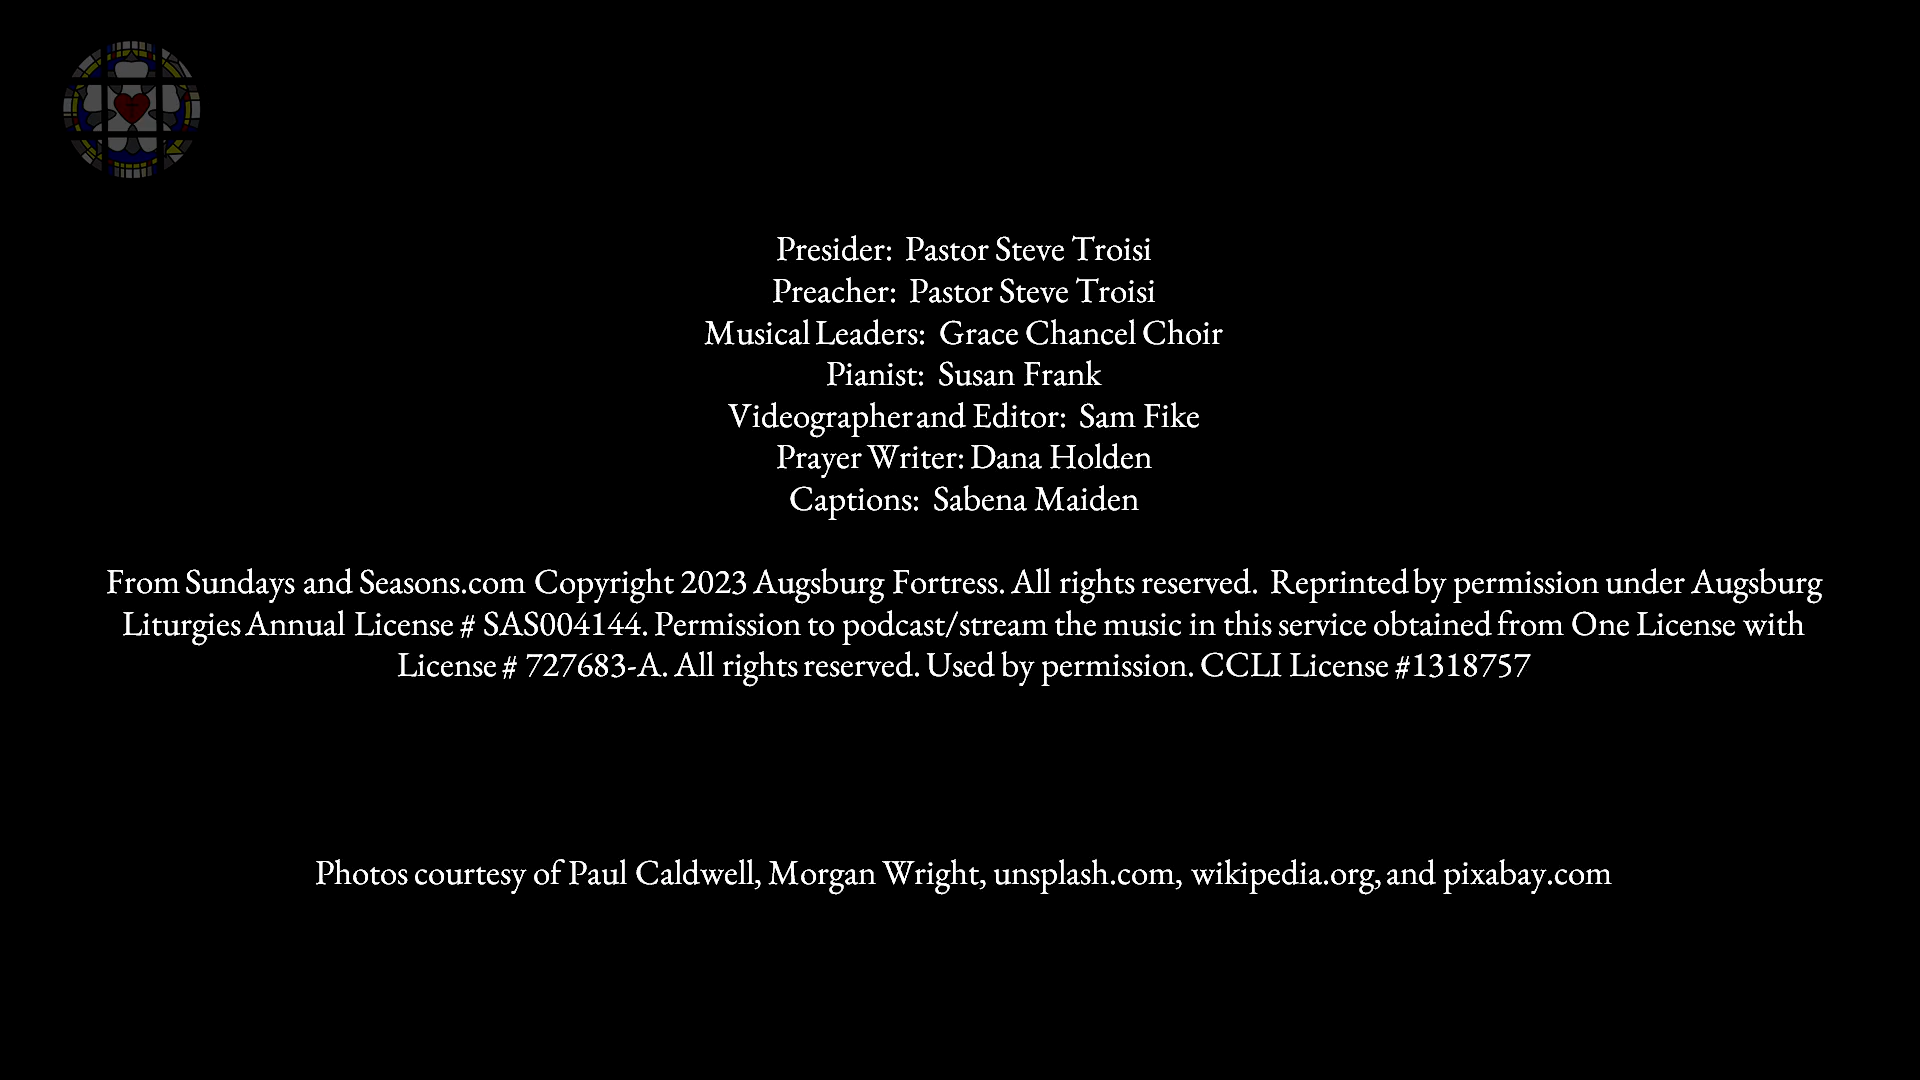 Presider: Pastor Steve Troisi
Preacher: Pastor Steve Troisi
Musical Leaders: Grace Chancel Choir
Pianist: Susan Frank
Videographer and Editor: Sam Fike
Prayer Writer: Dana Holden
Captions: Sabena Maiden
From Sundays and Seasons.com Copyright 2023 Augsburg Fortress. All rights reserved. Reprinted by permission under Augsburg
Liturgies Annual License # SAS004144. Permission to podcast/stream the music in this service obtained from One License with
License # 727683-A. All rights reserved. Used by permission. CCLI License #1318757
Photos courtesy of Paul Caldwell, Morgan Wright, unsplash.com, wikipedia.org, and pixabay.com